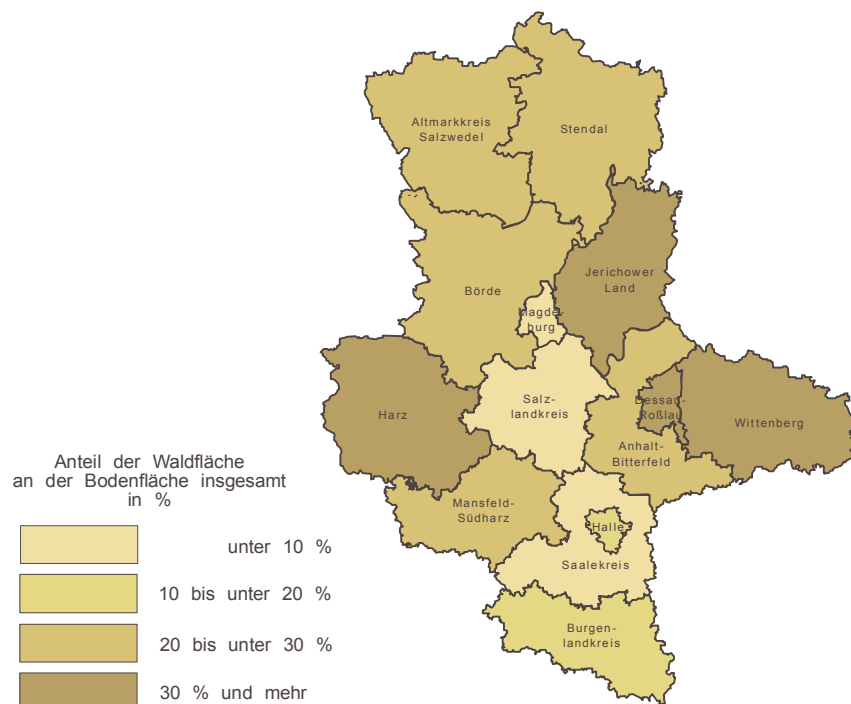 Altmarkkreis
Salzwedel
Stendal
Jerichower
Land
Börde
Magde-
burg
Salz-
landkreis
Harz
Dessau-
Roßlau
Wittenberg
Anhalt-
Bitterfeld
Mansfeld-
Südharz
Halle
Saalekreis
Burgen-
landkreis
Anteil der Waldfläche
an der Bodenfläche insgesamt
in %
unter 10 %
10 bis unter 20 %
20 bis unter 30 %
30 % und mehr